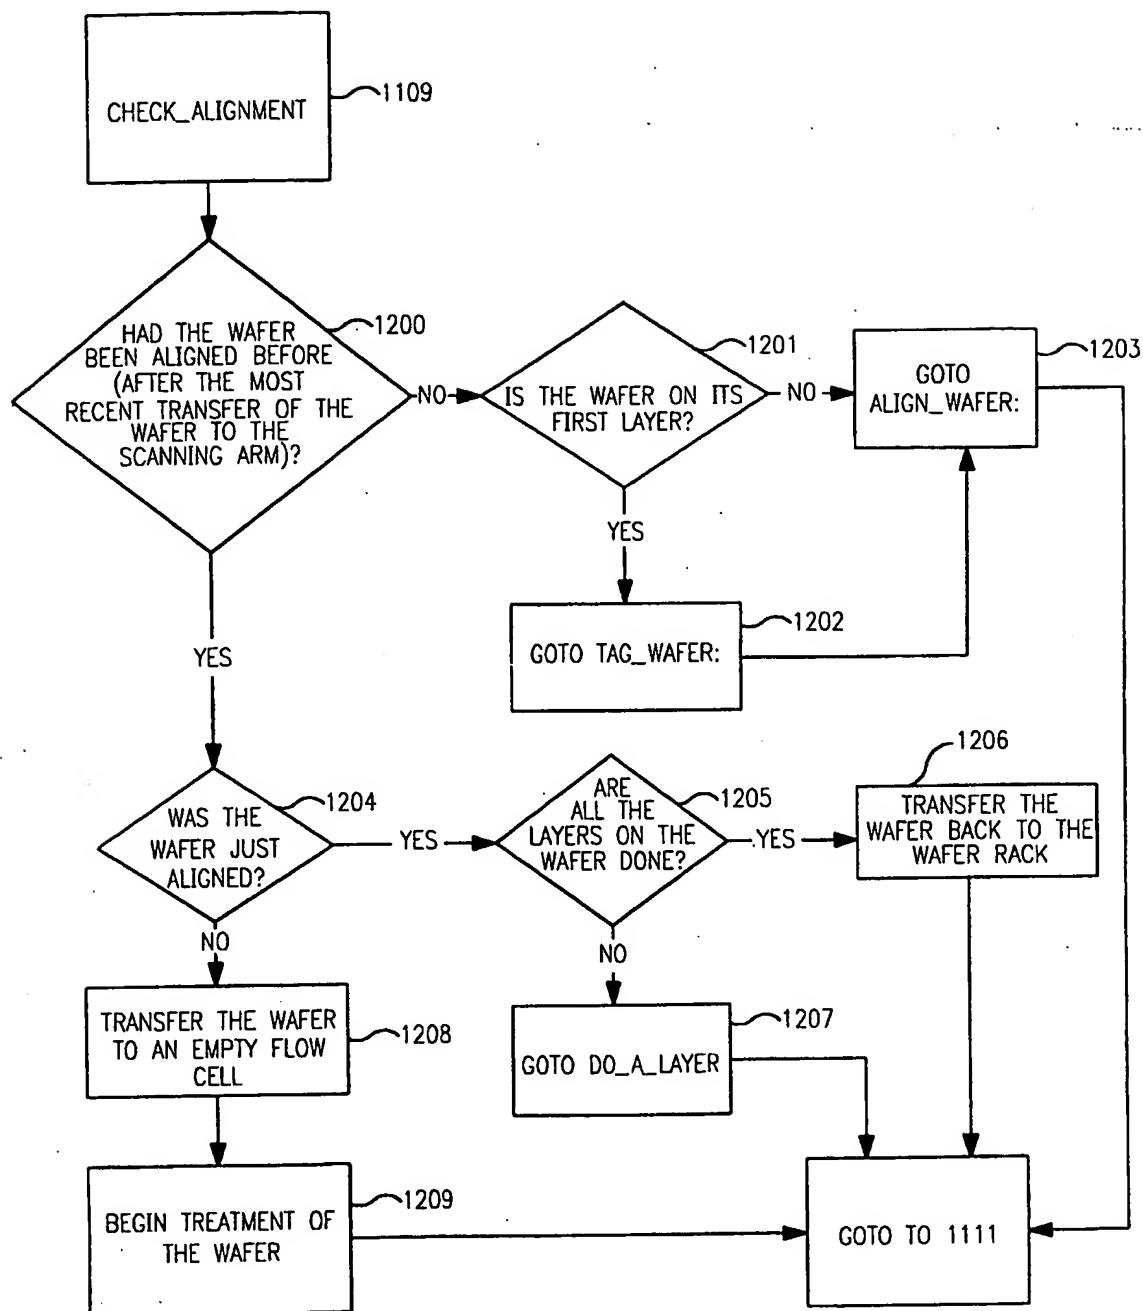 CHECK_ALIGNMENT
1109
HAD THE WAFER
BEEN ALIGNED BEFORE
(AFTER THE MOST
RECENT TRANSFER OF THE
WAFER TO THE
SCANNING ARM)?
1200
NO
IS THE WAFER ON ITS
FIRST LAYER?
1201
NO
GOTO
ALIGN_WAFER:
1203
YES
GOTO TAG_WAFER:
1202
YES
WAS THE
WAFER JUST
ALIGNED?
1204
YES
ARE
ALL THE
LAYERS ON THE
WAFER DONE?
1205
YES
TRANSFER THE
WAFER BACK TO THE
WAFER RACK
1206
NO
TRANSFER THE WAFER
TO AN EMPTY FLOW
CELL
1208
NO
GOTO DO_A_LAYER
1207
BEGIN TREATMENT OF
THE WAFER
1209
GOTO TO 1111